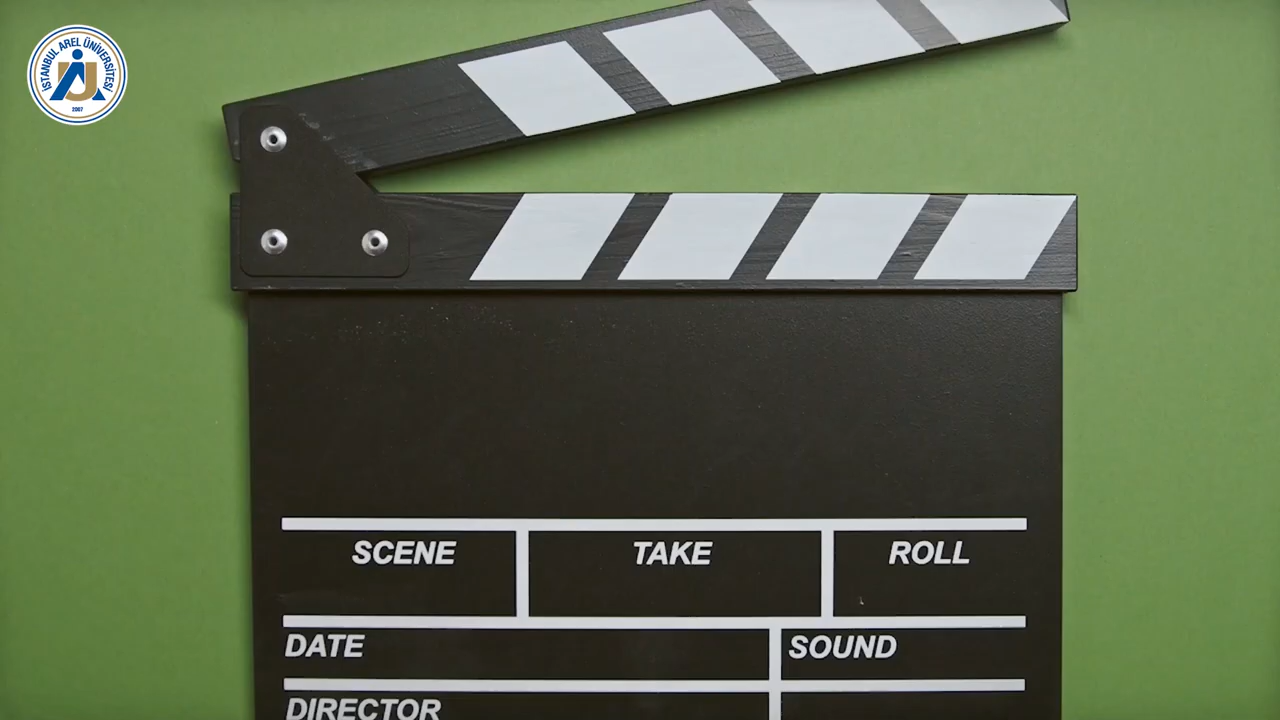 İSTANBUL AREL ÜNİVERSİTESİ
2007
SCENE TAKE ROLL
DATE SOUND
DIRECTOR